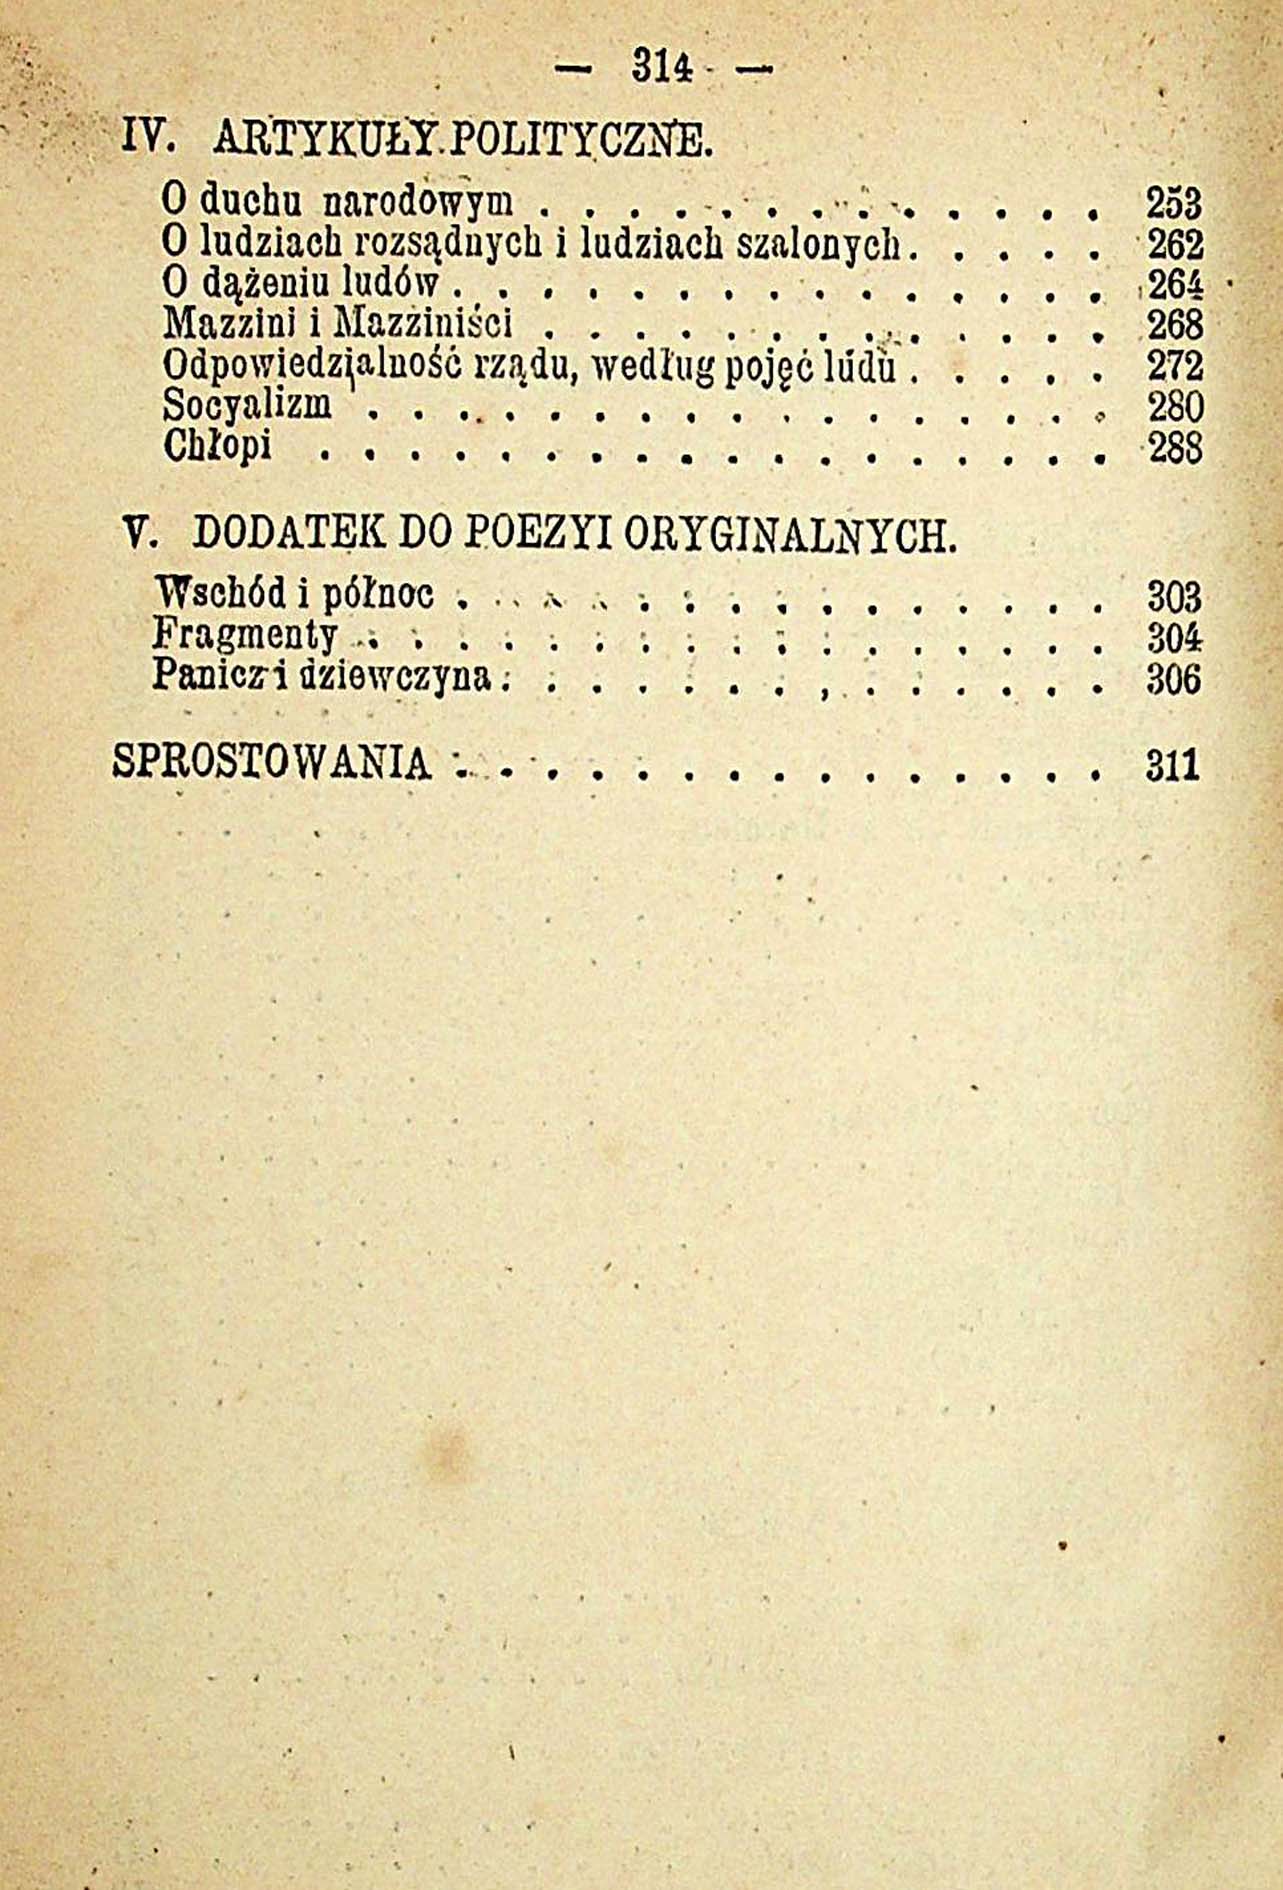 — 314 —
IV. ARTYKUŁY POLITYCZNE.
O duchu narodowym . . . . . . . . . . . . . 253
O ludziach rozsądnych i ludziach szalonych . . . . . 262
O dążeniu ludów . . . . . . . . . . . . . . . 264
Mazzini i Mazziniści . . . . . . . . . . . . . 268
Odpowiedzialność rządu, według pojęć ludu . . . . . 272
Socyalizm . . . . . . . . . . . . . . . . . 280
Chłopi . . . . . . . . . . . . . . . . . . 288
V. DODATEK DO POEZYI ORYGINALNYCH.
Wschód i północ . . . . . . . . . . . . . . . 303
Fragmenty . . . . . . . . . . . . . . . . . 304
Panicz i dziewczyna . . . . . . . . . . . . . . 306
SPROSTOWANIA . . . . . . . . . . . . . . . 311